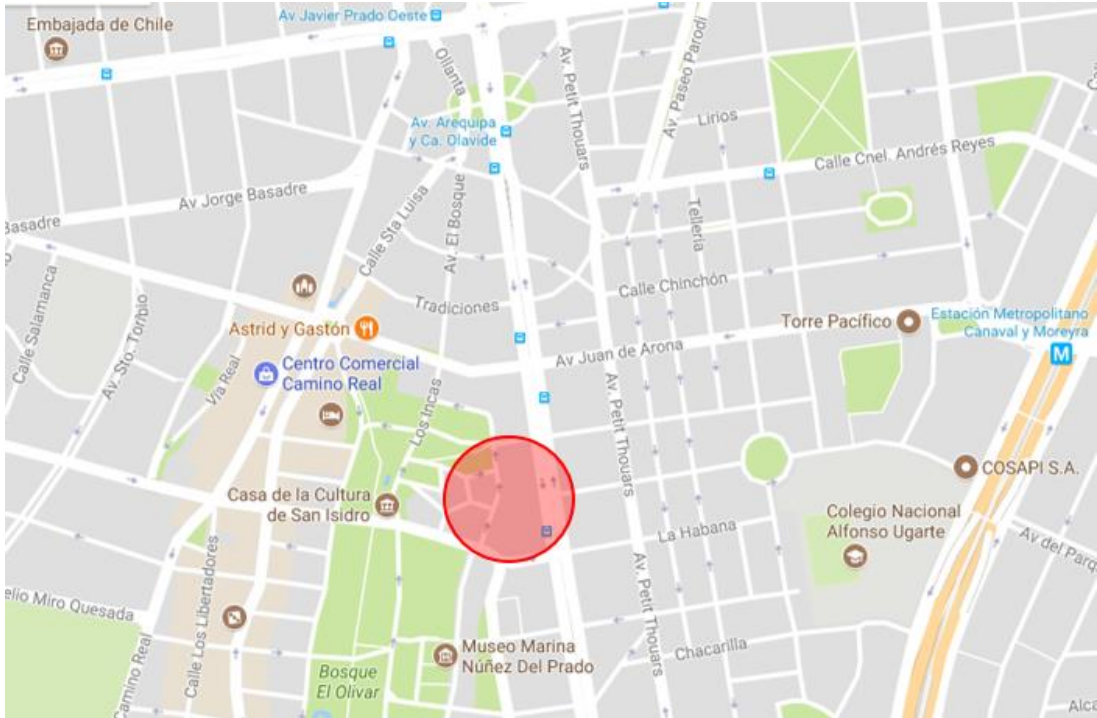 Embajada de Chile
Av Javier Prado Oeste
Ollanta
Av. Petit Thouars
Av. Paseo Parodi
Av. Arequipa
y Ca. Olavide
Lirios
Calle Cnel. Andrés Reyes
Av Jorge Basadre
Basadre
Calle Sta Luisa
Av. El Bosque
Telleria
Calle Salamanca
Av. Sto. Toribio
Tradiciones
Calle Chinchón
Astrid y Gastón
Torre Pacífico
Estación Metropolitano
Canaval y Moreyra
M
Av Juan de Arona
Vía Real
Centro Comercial
Camino Real
Los Incas
Av. Petit Thouars
COSAPI S.A.
Casa de la Cultura
de San Isidro
Colegio Nacional
Alfonso Ugarte
La Habana
Av del Parq
elio Miro Quesada
Calle Los Libertadores
Camino Real
Av. Petit Thouars
Museo Marina
Núñez Del Prado
Chacarilla
Bosque
El Olivar
Alca